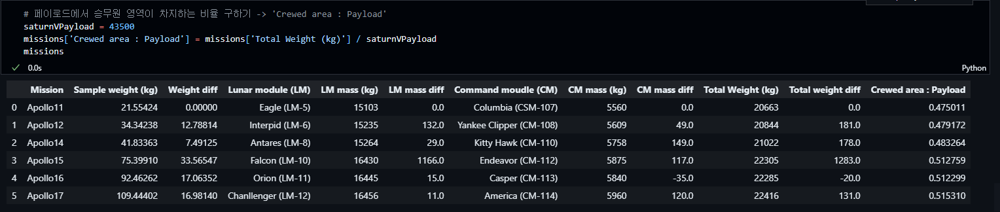 # 페이로드에서 승무원 영역이 차지하는 비율 구하기 -> 'Crewed area : Payload'
saturnVPayload = 43500
missions['Crewed area : Payload'] = missions['Total Weight (kg)'] / saturnVPayload
missions
0.0s Python
Mission Sample weight (kg) Weight diff Lunar module (LM) LM mass (kg) LM mass diff Command moudle (CM) CM mass (kg) CM mass diff Total Weight (kg) Total weight diff Crewed area : Payload
0 Apollo11 21.55424 0.00000 Eagle (LM-5) 15103 0.0 Columbia (CSM-107) 5560 0.0 20663 0.0 0.475011
1 Apollo12 34.34238 12.78814 Interpid (LM-6) 15235 132.0 Yankee Clipper (CM-108) 5609 49.0 20844 181.0 0.479172
2 Apollo14 41.83363 7.49125 Antares (LM-8) 15264 29.0 Kitty Hawk (CM-110) 5758 149.0 21022 178.0 0.483264
3 Apollo15 75.39910 33.56547 Falcon (LM-10) 16430 1166.0 Endeavor (CM-112) 5875 117.0 22305 1283.0 0.512759
4 Apollo16 92.46262 17.06352 Orion (LM-11) 16445 15.0 Casper (CM-113) 5840 -35.0 22285 -20.0 0.512299
5 Apollo17 109.44402 16.98140 Chanllenger (LM-12) 16456 11.0 America (CM-114) 5960 120.0 22416 131.0 0.515310